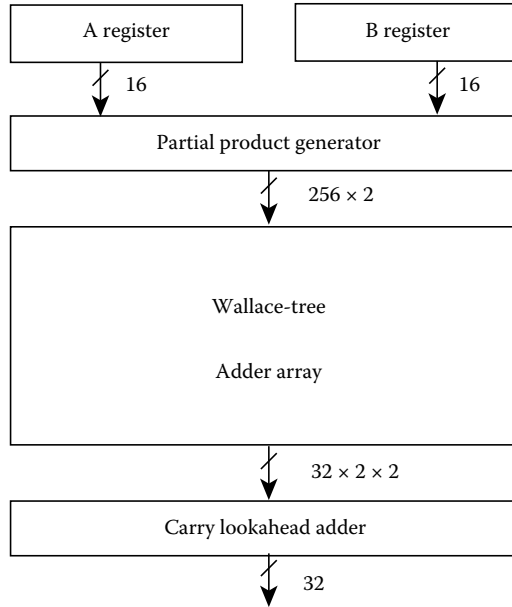 A register
B register
16
16
Partial product generator
256 × 2
Wallace-tree
Adder array
32 × 2 × 2
Carry lookahead adder
32